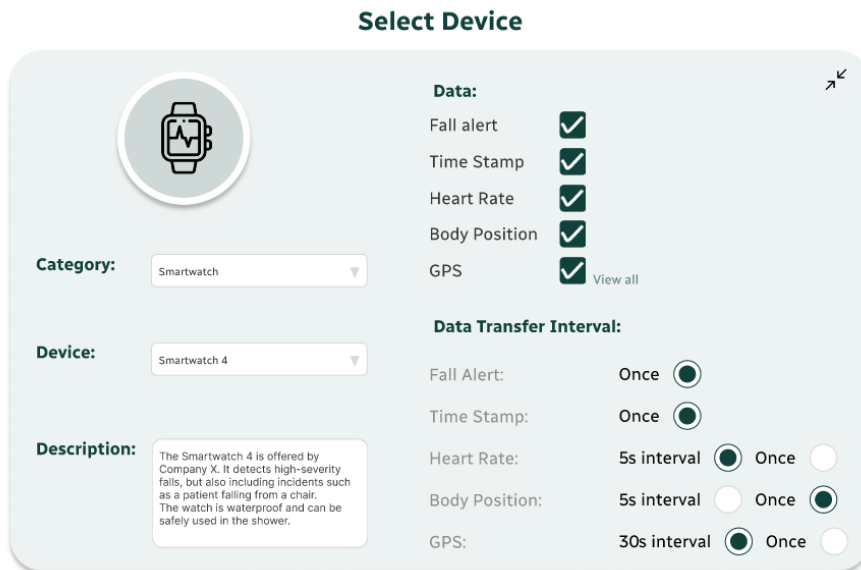 Select Device
Category:
Smartwatch
Device:
Smartwatch 4
Description:
The Smartwatch 4 is offered by
Company X. It detects high-severity
falls, but also including incidents such
as a patient falling from a chair.
The watch is waterproof and can be
safely used in the shower.
Data:
Fall alert
Time Stamp
Heart Rate
Body Position
GPS
View all
Data Transfer Interval:
Fall Alert: Once
Time Stamp: Once
Heart Rate: 5s interval Once
Body Position: 5s interval Once
GPS: 30s interval Once